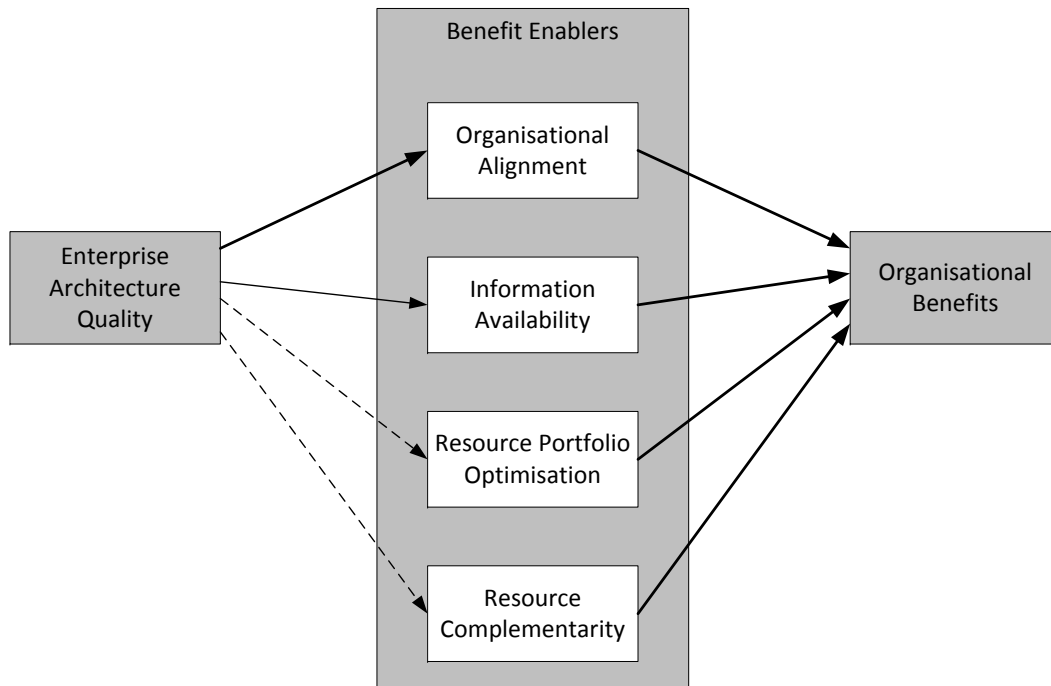 Benefit Enablers
Organisational
Alignment
Enterprise
Architecture
Quality
Information
Availability
Organisational
Benefits
Resource Portfolio
Optimisation
Resource
Complementarity